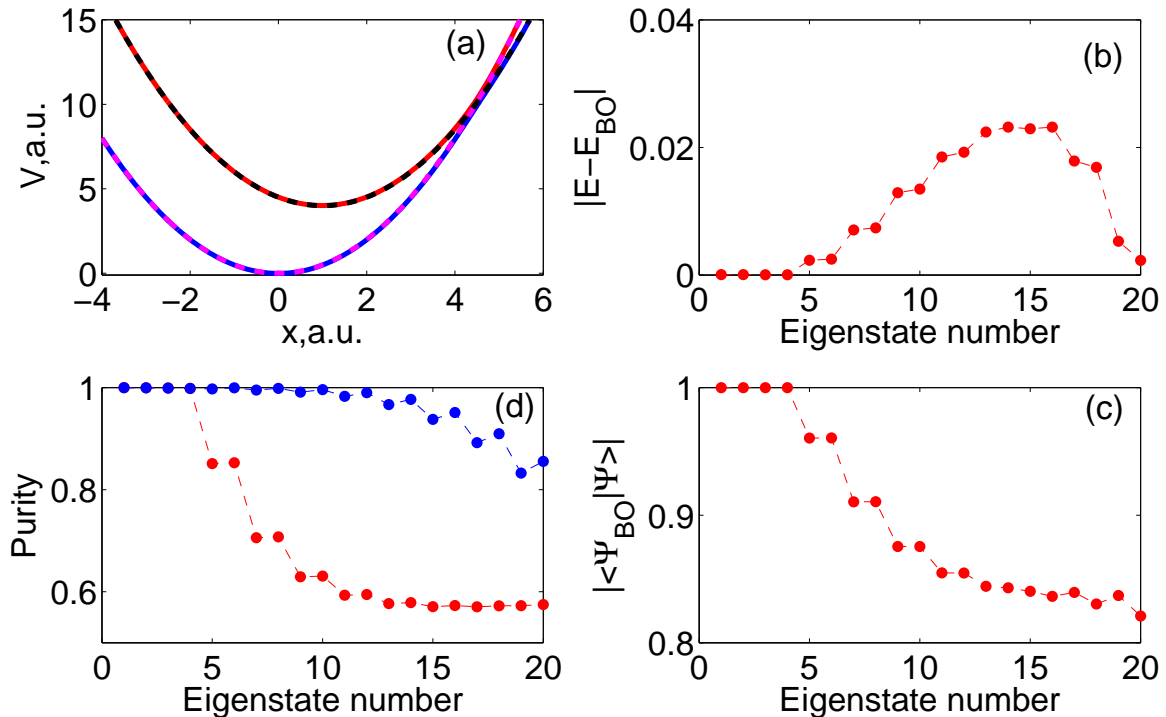 (a)
V,a.u.
15
10
5
0
−4
−2
0
2
4
6
x,a.u.
(b)
|E−E_BO|
0.04
0.02
0
0
5
10
15
20
Eigenstate number
(d)
Purity
1
0.8
0.6
0
5
10
15
20
Eigenstate number
(c)
|<Ψ_BO|Ψ>|
1
0.9
0.8
0
5
10
15
20
Eigenstate number